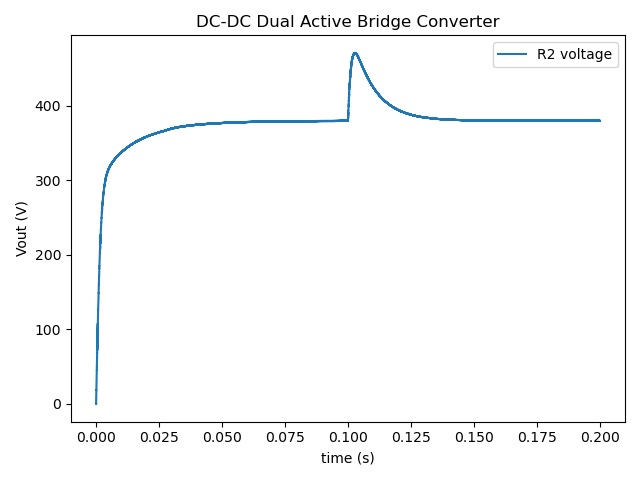 DC-DC Dual Active Bridge Converter
R2 voltage
Vout (V)
400
300
200
100
0
0.000 0.025 0.050 0.075 0.100 0.125 0.150 0.175 0.200
time (s)